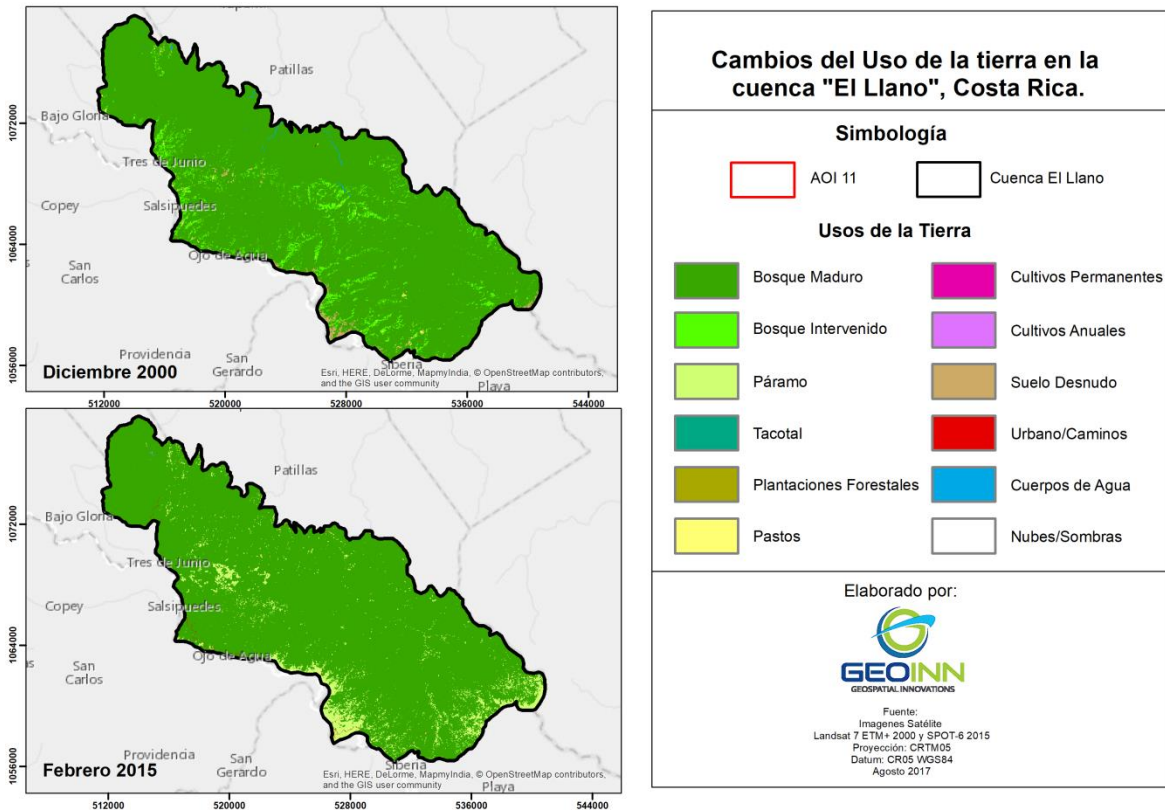 Patillas
1072000
Bajo Gloria
Tres de Junio
Copey
Salsipuedes
1064000
Ojo de Agua
San
Carlos
Providencia
San
Gerardo
Siberia
Playa
1056000
Diciembre 2000
Esri, HERE, DeLorme, MapmyIndia, © OpenStreetMap contributors,
and the GIS user community
512000 520000 528000 536000 544000
Patillas
1072000
Bajo Gloria
Tres de Junio
Copey
Salsipuedes
1064000
Ojo de Agua
San
Carlos
Providencia
San
Gerardo
Siberia
Playa
1056000
Febrero 2015
Esri, HERE, DeLorme, MapmyIndia, © OpenStreetMap contributors,
and the GIS user community
512000 520000 528000 536000 544000
Cambios del Uso de la tierra en la
cuenca "El Llano", Costa Rica.
Simbología
AOI 11 Cuenca El Llano
Usos de la Tierra
Bosque Maduro Cultivos Permanentes
Bosque Intervenido Cultivos Anuales
Páramo Suelo Desnudo
Tacotal Urbano/Caminos
Plantaciones Forestales Cuerpos de Agua
Pastos Nubes/Sombras
Elaborado por:
GEOINN
GEOSPATIAL INNOVATIONS
Fuente:
Imagenes Satélite
Landsat 7 ETM+ 2000 y SPOT-6 2015
Proyección: CRTM05
Datum: CR05 WGS84
Agosto 2017